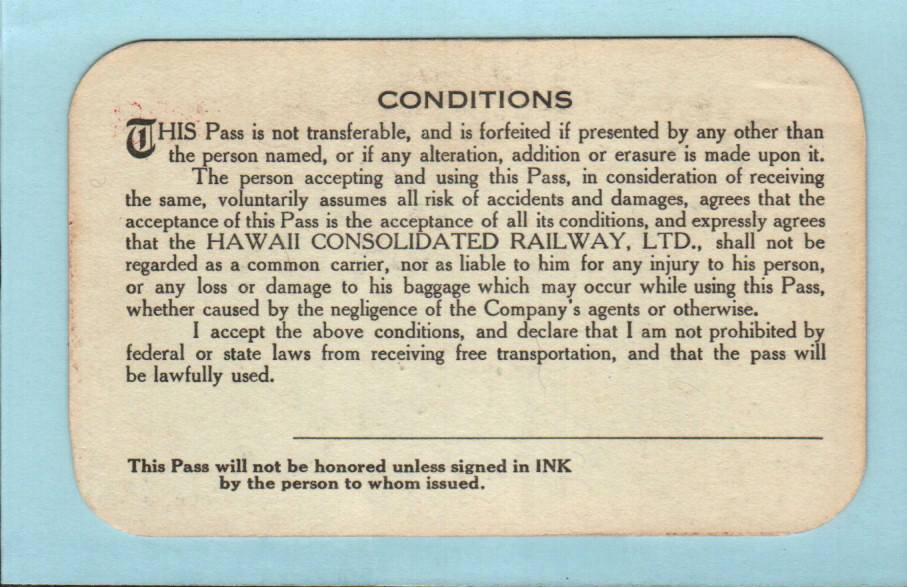 CONDITIONS
THIS Pass is not transferable, and is forfeited if presented by any other than
the person named, or if any alteration, addition or erasure is made upon it.
The person accepting and using this Pass, in consideration of receiving
the same, voluntarily assumes all risk of accidents and damages, agrees that the
acceptance of this Pass is the acceptance of all its conditions, and expressly agrees
that the HAWAII CONSOLIDATED RAILWAY, LTD., shall not be
regarded as a common carrier, nor as liable to him for any injury to his person,
or any loss or damage to his baggage which may occur while using this Pass,
whether caused by the negligence of the Company's agents or otherwise.
I accept the above conditions, and declare that I am not prohibited by
federal or state laws from receiving free transportation, and that the pass will
be lawfully used.
This Pass will not be honored unless signed in INK
by the person to whom issued.